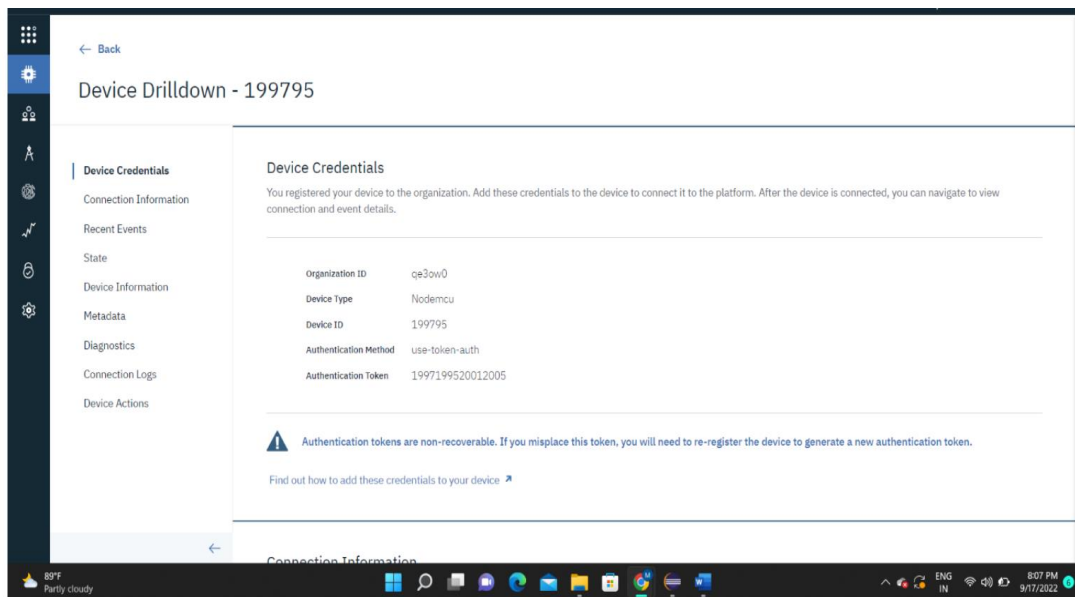 Back
Device Drilldown - 199795
Device Credentials
Connection Information
Recent Events
State
Device Information
Metadata
Diagnostics
Connection Logs
Device Actions
Device Credentials
You registered your device to the organization. Add these credentials to the device to connect it to the platform. After the device is connected, you can navigate to view
connection and event details.
Organization ID qe3ow0
Device Type Nodemcu
Device ID 199795
Authentication Method use-token-auth
Authentication Token 1997199520012005
Authentication tokens are non-recoverable. If you misplace this token, you will need to re-register the device to generate a new authentication token.
Find out how to add these credentials to your device
Connection Information
89°F
Partly cloudy
ENG
IN
8:07 PM
9/17/2022
6